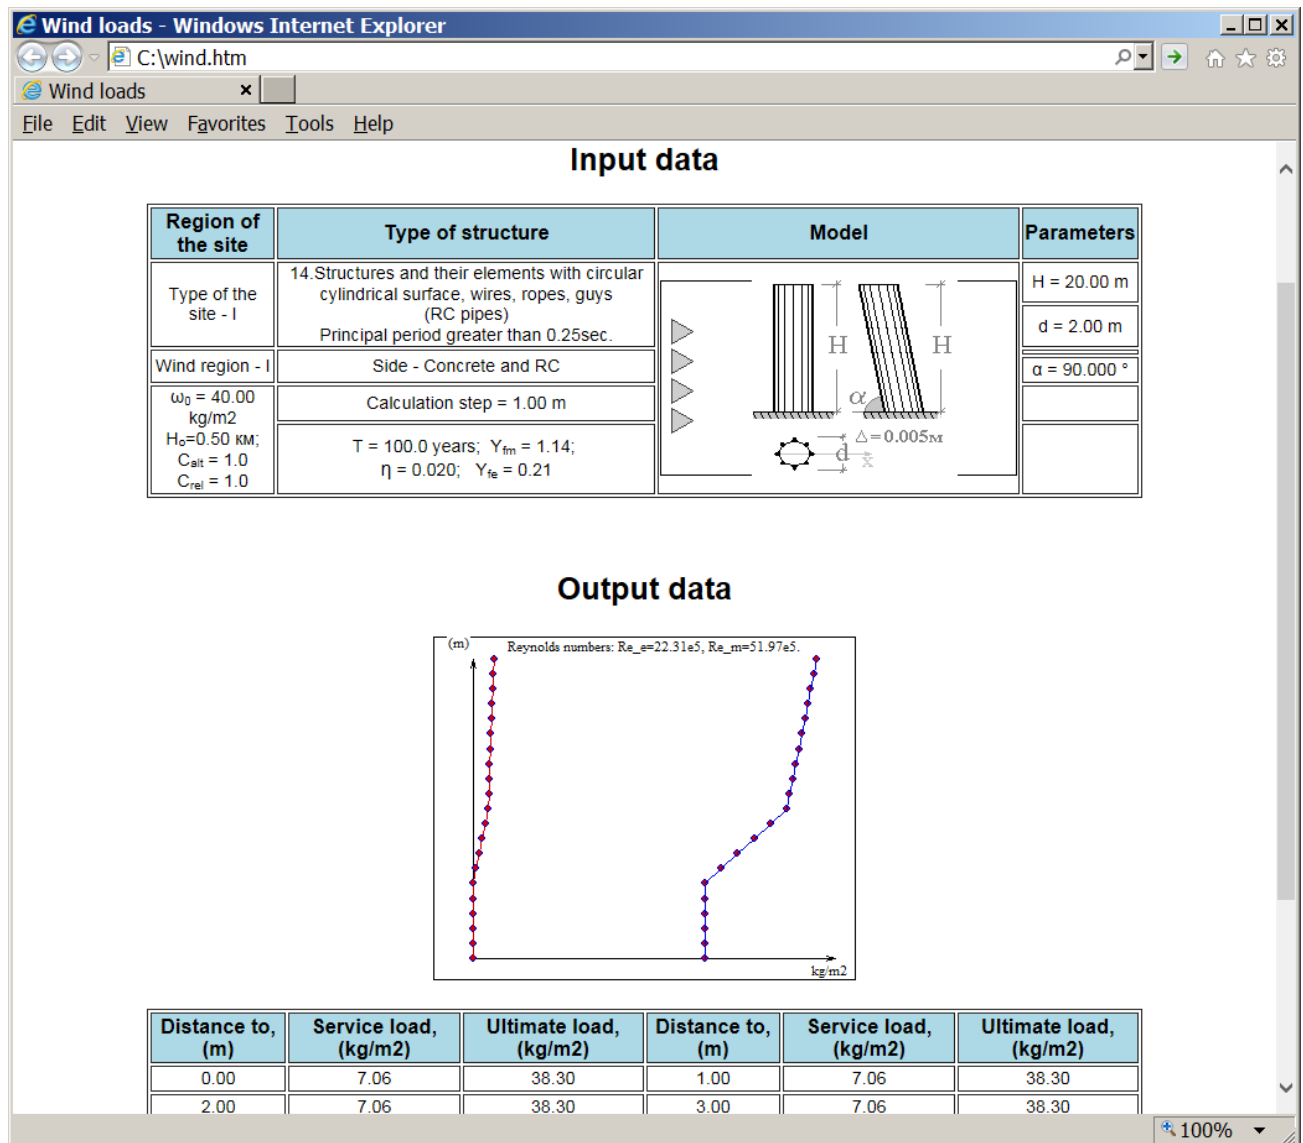 Wind loads - Windows Internet Explorer
C:\wind.htm
Wind loads
File Edit View Favorites Tools Help
Input data
Region of
the site
Type of structure
Model
Parameters
Type of the
site - I
14.Structures and their elements with circular
cylindrical surface, wires, ropes, guys
(RC pipes)
Principal period greater than 0.25sec.
H = 20.00 m
d = 2.00 m
Wind region - I
Side - Concrete and RC
α = 90.000 °
ω₀ = 40.00
kg/m2
Hₒ=0.50 км;
Calt = 1.0
Crel = 1.0
Calculation step = 1.00 m
T = 100.0 years; Yfm = 1.14;
η = 0.020; Yfe = 0.21
H
H
α
Δ=0.005м
d
x
Output data
(m)
Reynolds numbers: Re_e=22.31e5, Re_m=51.97e5.
kg/m2
Distance to,
(m)
Service load,
(kg/m2)
Ultimate load,
(kg/m2)
Distance to,
(m)
Service load,
(kg/m2)
Ultimate load,
(kg/m2)
0.00 7.06 38.30 1.00 7.06 38.30
2.00 7.06 38.30 3.00 7.06 38.30
100%